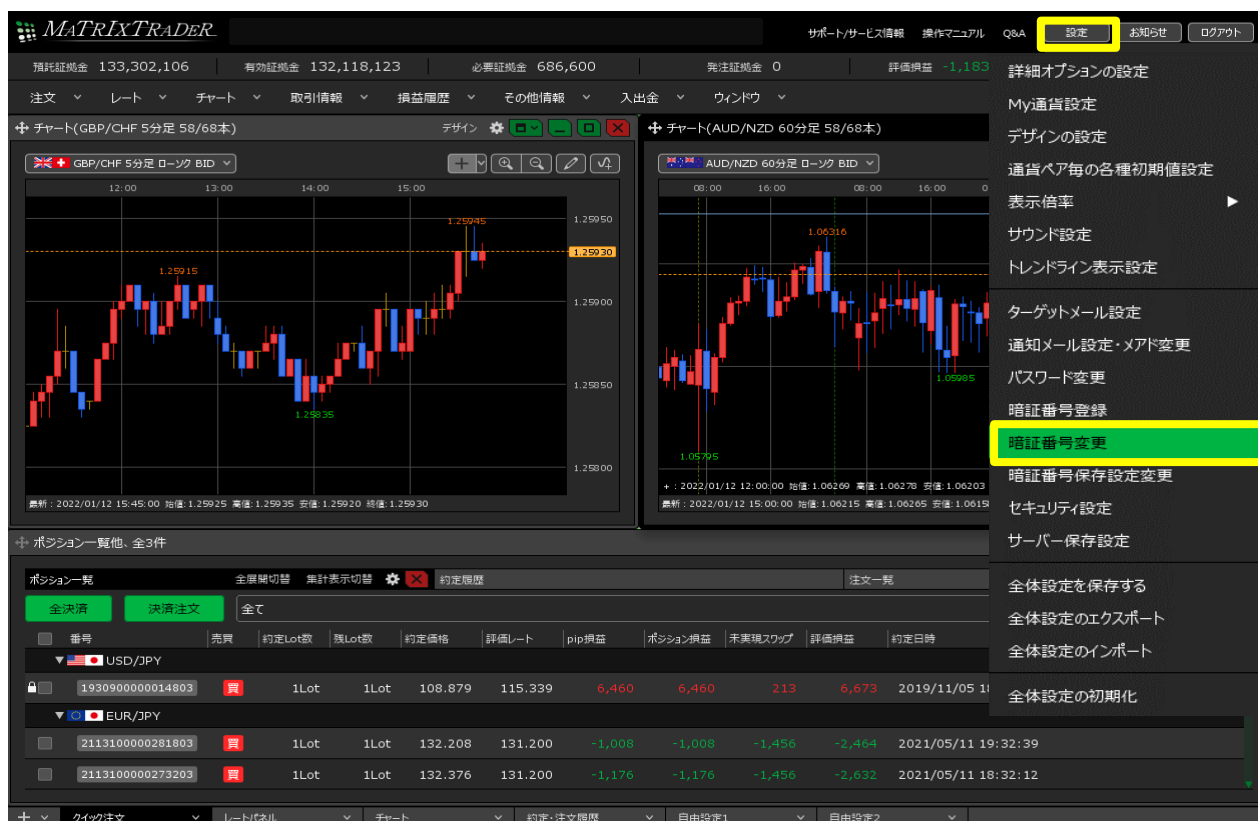 MATRIXTRADER
サポート/サービス情報 操作マニュアル Q&A 設定 お知らせ ログアウト
預託証拠金 133,302,106 有効証拠金 132,118,123 必要証拠金 686,600 発注証拠金 0 評価損益 -1,183
注文 レート チャート 取引情報 損益履歴 その他情報 入出金 ウィンドウ
詳細オプションの設定
My通貨設定
デザインの設定
通貨ペア毎の各種初期値設定
表示倍率
サウンド設定
トレンドライン表示設定
ターゲットメール設定
通知メール設定・メアド変更
パスワード変更
暗証番号登録
暗証番号変更
暗証番号保存設定変更
セキュリティ設定
サーバー保存設定
全体設定を保存する
全体設定のエクスポート
全体設定のインポート
全体設定の初期化
チャート(GBP/CHF 5分足 58/68本) デザイン
GBP/CHF 5分足 ローソク BID
12:00 13:00 14:00 15:00
1.25950
1.25945
1.25930
1.25915
1.25900
1.25850
1.25835
1.25800
最新 : 2022/01/12 15:45:00 始値:1.25925 高値:1.25935 安値:1.25920 終値:1.25930
チャート(AUD/NZD 60分足 58/68本)
AUD/NZD 60分足 ローソク BID
08:00 16:00 08:00 16:00 0
1.06316
1.05985
1.05795
+ : 2022/01/12 12:00:00 始値:1.06269 高値:1.06278 安値:1.06203
最新 : 2022/01/12 15:00:00 始値:1.06215 高値:1.06265 安値:1.0615
ポジション一覧他、全3件
ポジション一覧 全展開切替 集計表示切替 約定履歴 注文一覧
全決済 決済注文 全て
番号 売買 約定Lot数 残Lot数 約定価格 評価レート pip損益 ポジション損益 未実現スワップ 評価損益 約定日時
▼ USD/JPY
1930900000014803 買 1Lot 1Lot 108.879 115.339 6,460 6,460 213 6,673 2019/11/05 1
▼ EUR/JPY
2113100000281803 買 1Lot 1Lot 132.208 131.200 -1,008 -1,008 -1,456 -2,464 2021/05/11 19:32:39
2113100000273203 買 1Lot 1Lot 132.376 131.200 -1,176 -1,176 -1,456 -2,632 2021/05/11 18:32:12
クイック注文 レートパネル チャート 約定・注文履歴 自由設定1 自由設定2